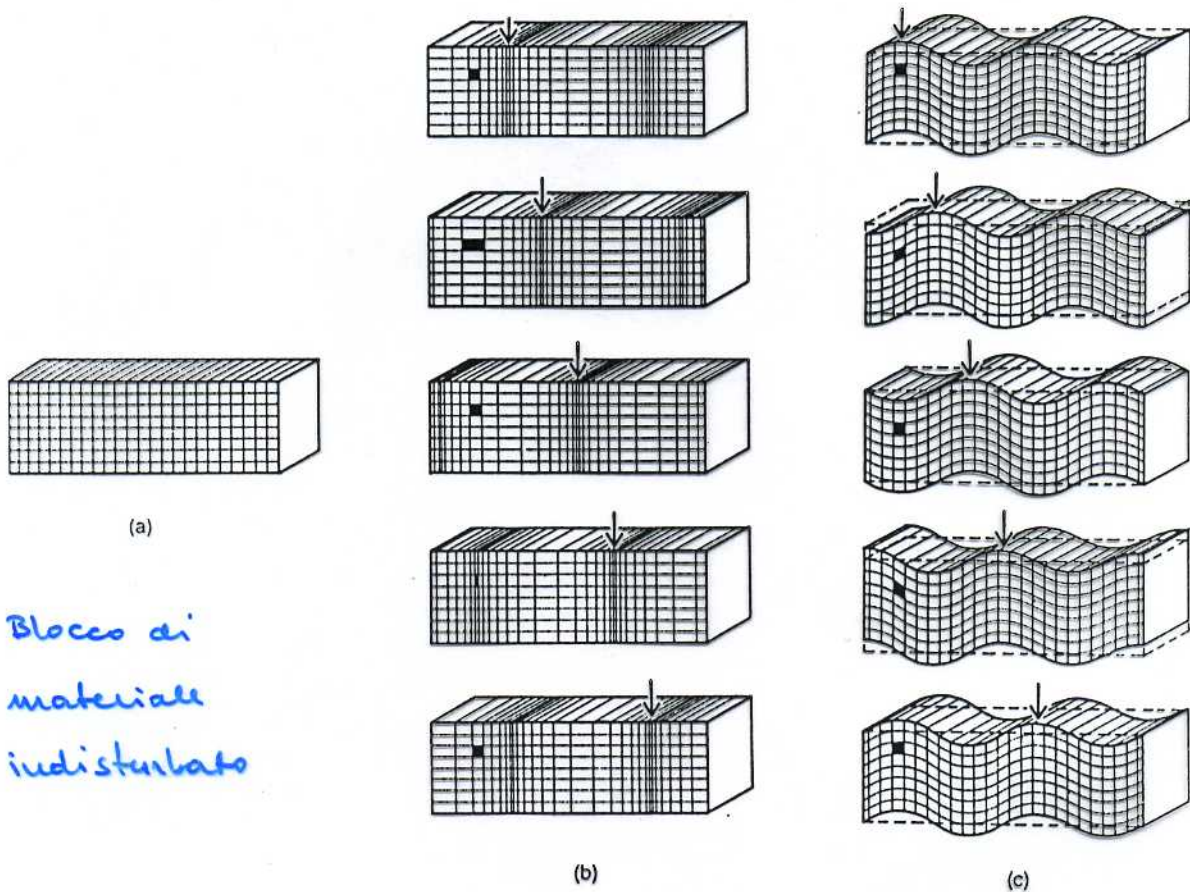 (a)
Blocco di
materiale
indisturbato
(b)
(c)